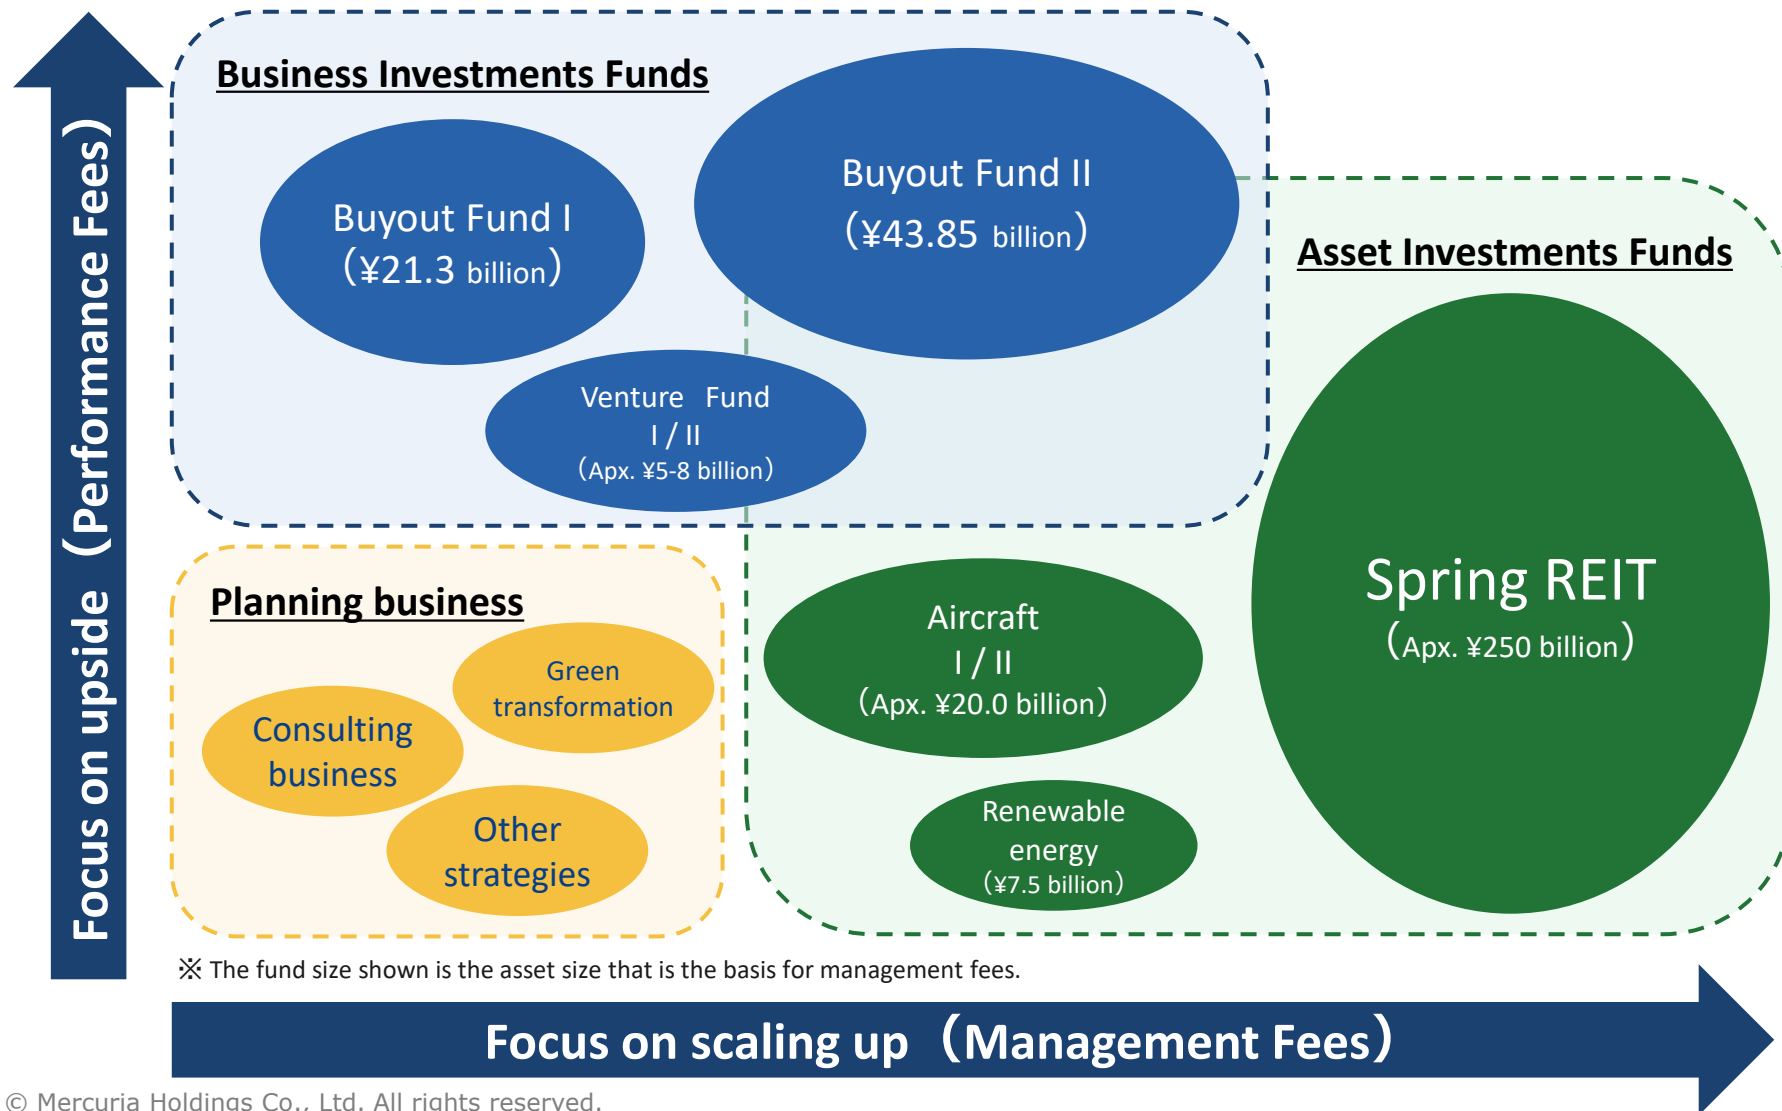 Focus on upside（Performance Fees）
Business Investments Funds
Buyout Fund I
（¥21.3 billion）
Buyout Fund II
（¥43.85 billion）
Venture Fund
I / II
（Apx. ¥5-8 billion）
Asset Investments Funds
Spring REIT
（Apx. ¥250 billion）
Aircraft
I / II
（Apx. ¥20.0 billion）
Renewable
energy
（¥7.5 billion）
Planning business
Green
transformation
Consulting
business
Other
strategies
※ The fund size shown is the asset size that is the basis for management fees.
Focus on scaling up（Management Fees）
© Mercuria Holdings Co., Ltd. All rights reserved.